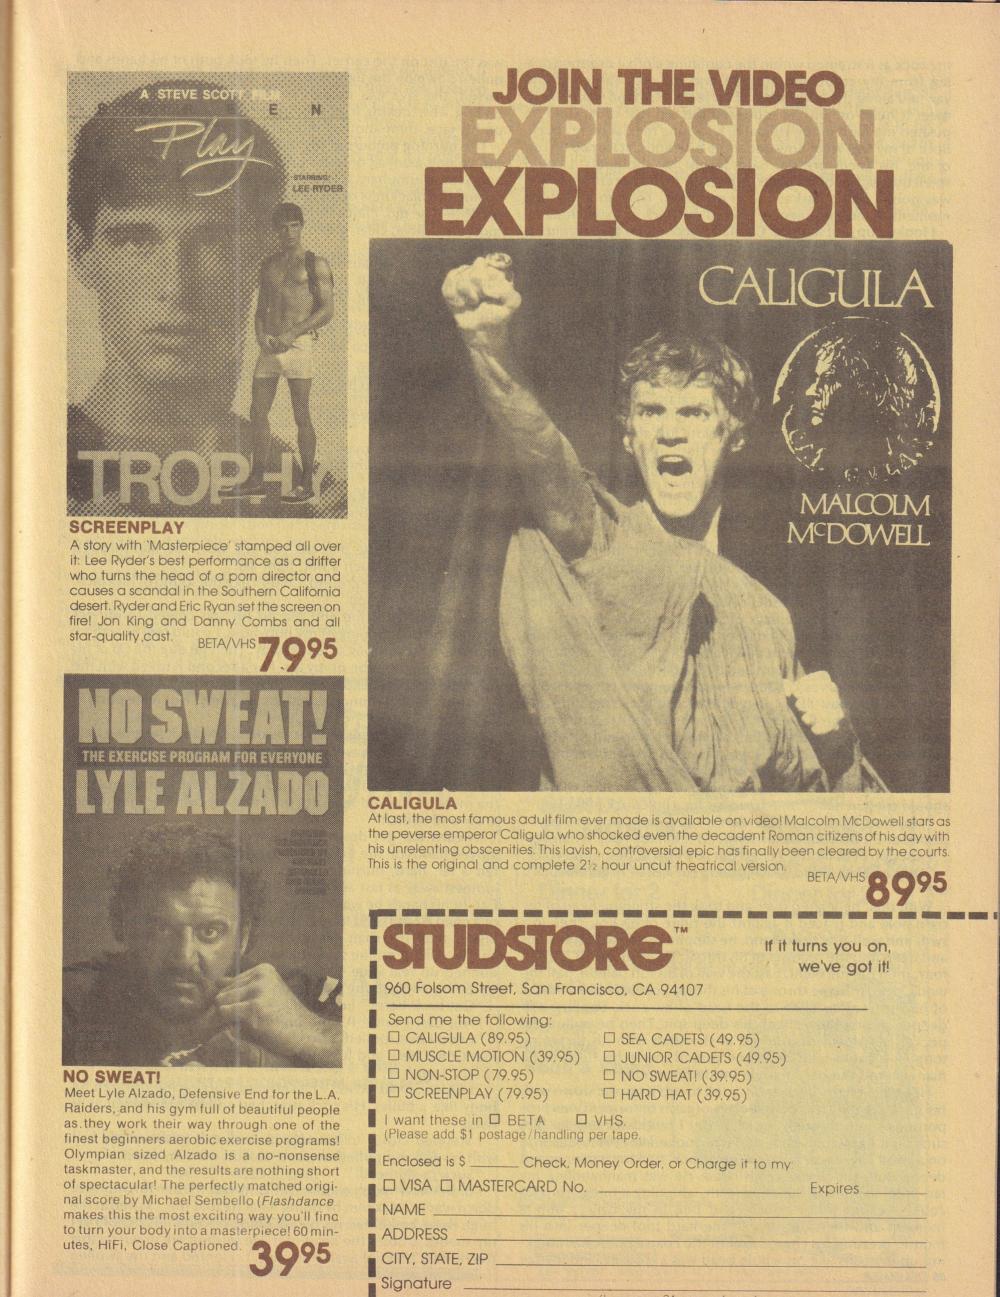 JOIN THE VIDEO
EXPLOSION
EXPLOSION
A STEVE SCOTT FILM
S C R E E N
Play
STARRING:
LEE RYDER
TROPHY
SCREENPLAY
A story with 'Masterpiece' stamped all over
it: Lee Ryder's best performance as a drifter
who turns the head of a porn director and
causes a scandal in the Southern California
desert. Ryder and Eric Ryan set the screen on
fire! Jon King and Danny Combs and all
star-quality cast.
BETA/VHS 79 95
NO SWEAT!
THE EXERCISE PROGRAM FOR EVERYONE
LYLE ALZADO
NO SWEAT!
Meet Lyle Alzado, Defensive End for the L.A.
Raiders, and his gym full of beautiful people
as they work their way through one of the
finest beginners aerobic exercise programs!
Olympian sized Alzado is a no-nonsense
taskmaster, and the results are nothing short
of spectacular! The perfectly matched origi-
nal score by Michael Sembello (Flashdance
makes this the most exciting way you'll find
to turn your body into a masterpiece! 60 min-
utes, HiFi, Close Captioned.
39 95
CALIGULA
MALCOLM
McDOWELL
CALIGULA
At last, the most famous adult film ever made is available on video! Malcolm McDowell stars as
the peverse emperor Caligula who shocked even the decadent Roman citizens of his day with
his unrelenting obscenities. This lavish, controversial epic has finally been cleared by the courts.
This is the original and complete 2½ hour uncut theatrical version.
BETA/VHS 89 95
STUDSTORE™
If it turns you on,
we've got it!
960 Folsom Street, San Francisco, CA 94107
Send me the following:
☐ CALIGULA (89.95) ☐ SEA CADETS (49.95)
☐ MUSCLE MOTION (39.95) ☐ JUNIOR CADETS (49.95)
☐ NON-STOP (79.95) ☐ NO SWEAT! (39.95)
☐ SCREENPLAY (79.95) ☐ HARD HAT (39.95)
I want these in ☐ BETA ☐ VHS.
(Please add $1 postage/handling per tape.
Enclosed is $ ______ Check, Money Order, or Charge it to my:
☐ VISA ☐ MASTERCARD No. ______ Expires ______
NAME ______
ADDRESS ______
CITY, STATE, ZIP ______
Signature ______